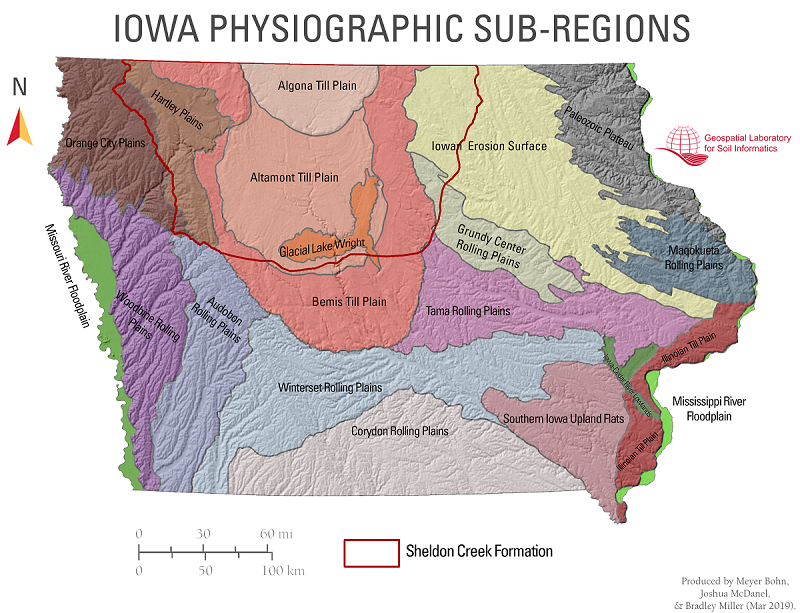 IOWA PHYSIOGRAPHIC SUB-REGIONS
N
Algona Till Plain
Hartley Plains
Paleozoic Plateau
Geospatial Laboratory
for Soil Informatics
Orange City Plains
Iowan Erosion Surface
Altamont Till Plain
Glacial Lake Wright
Grundy Center
Rolling Plains
Maqokueta
Rolling Plains
Missouri River Floodplain
Woodbine Rolling
Plains
Audobon
Rolling Plains
Bemis Till Plain
Tama Rolling Plains
Illinoian Till Plain
Winterset Rolling Plains
Mississippi River
Floodplain
Southern Iowa Upland Flats
Corydon Rolling Plains
Illinoian Till Plain
0 30 60 mi
0 50 100 km
Sheldon Creek Formation
Produced by Meyer Bohn,
Joshua McDanel,
& Bradley Miller (Mar 2019).